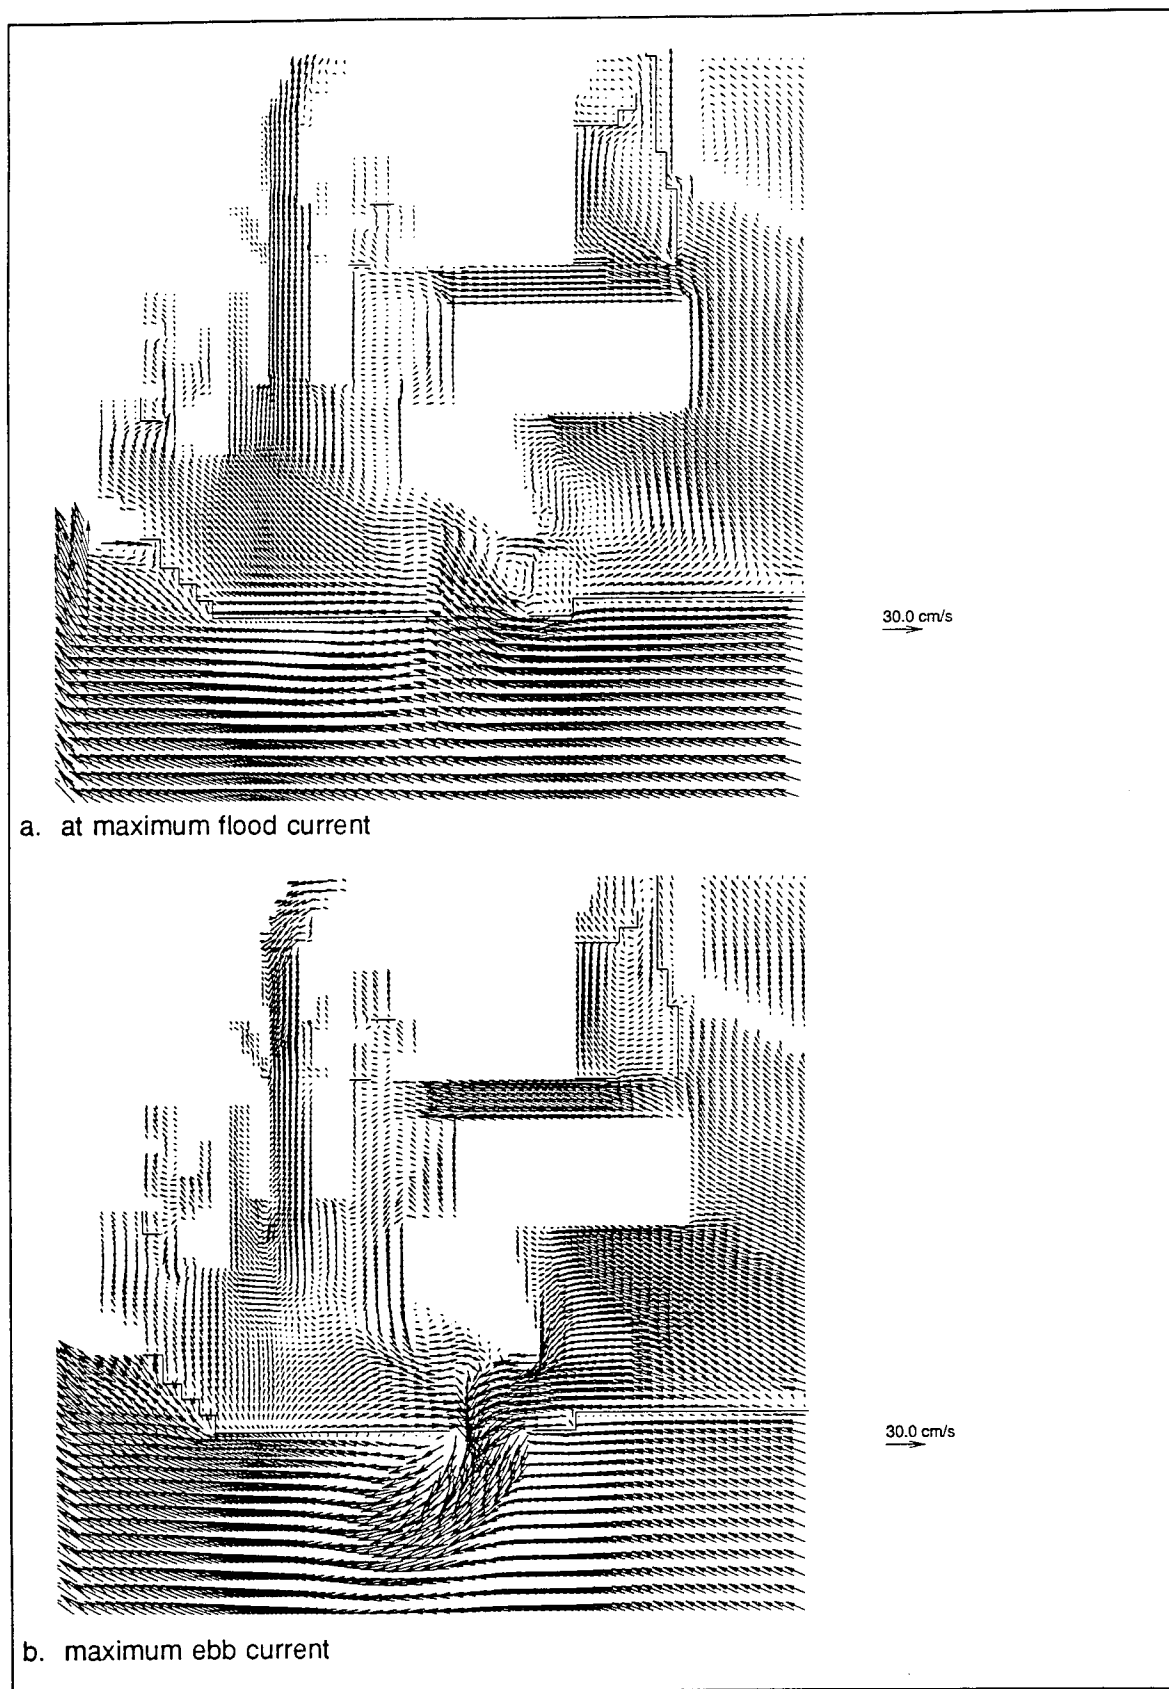 30.0 cm/s
a. at maximum flood current
30.0 cm/s
b. maximum ebb current